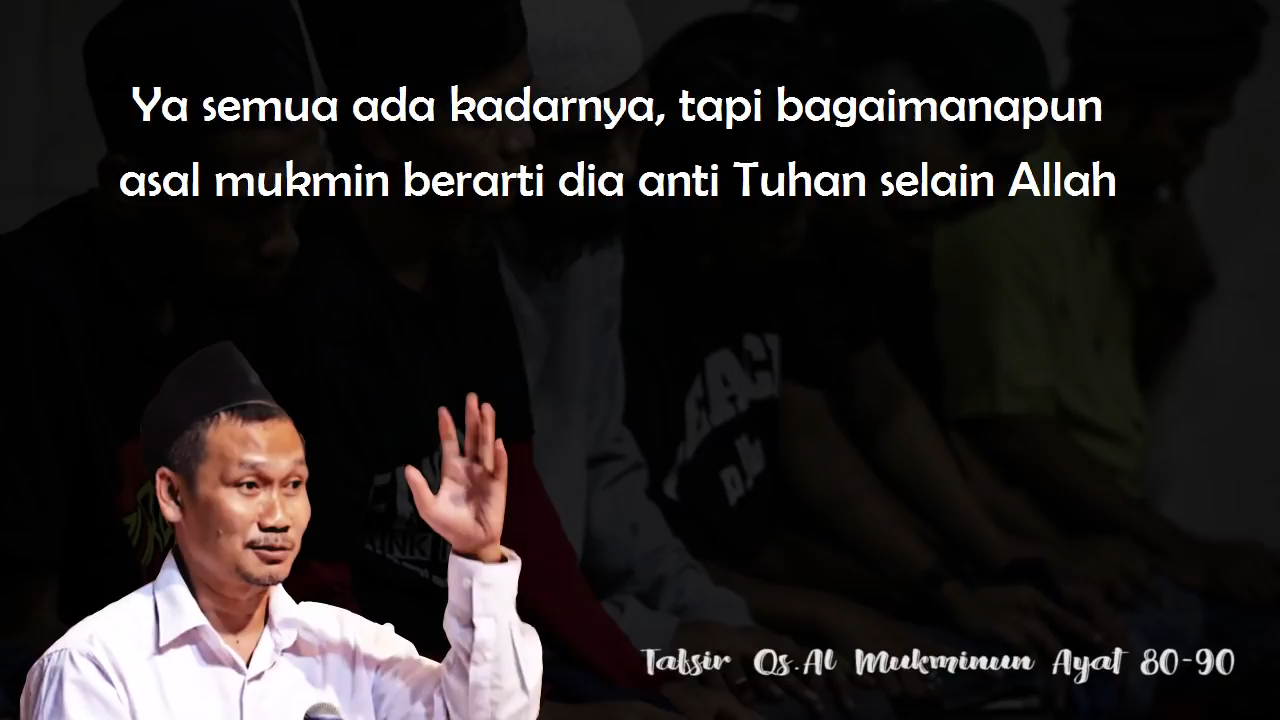 Ya semua ada kadarnya, tapi bagaimanapun
asal mukmin berarti dia anti Tuhan selain Allah
Tafsir Qs.Al Mukminun Ayat 80-90